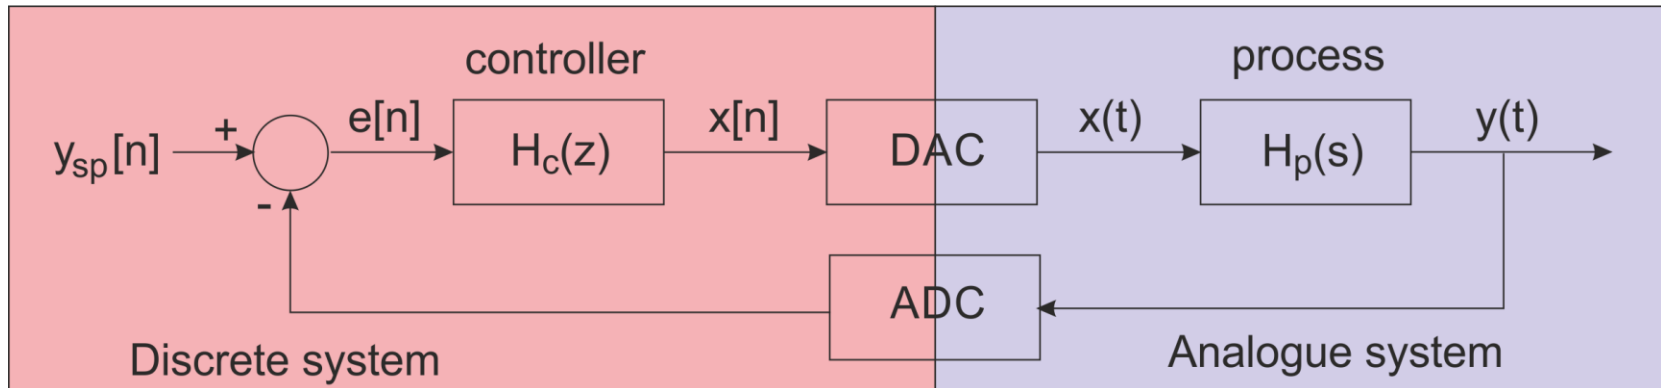 controller
process
y_sp[n]
+
-
e[n]
H_c(z)
x[n]
DAC
x(t)
H_p(s)
y(t)
ADC
Discrete system
Analogue system